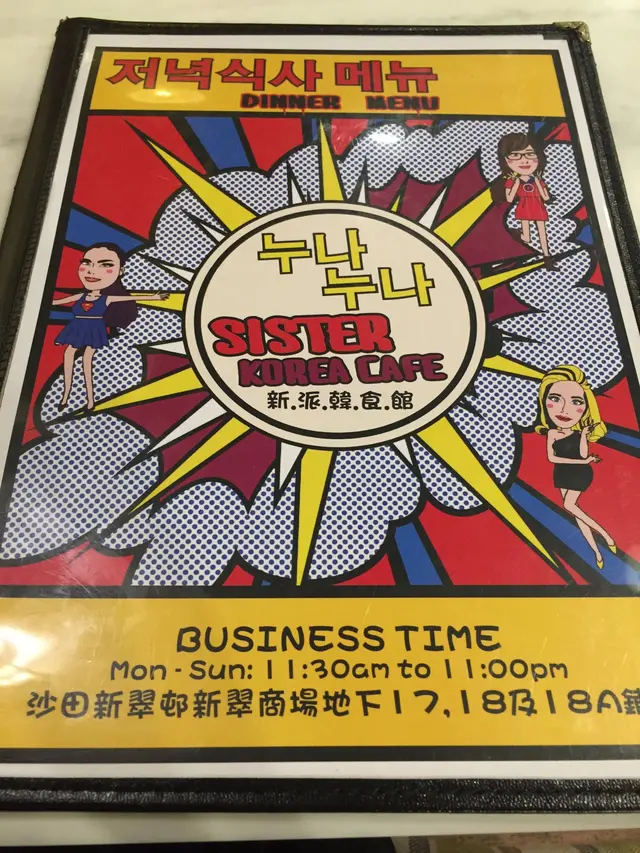 저녁식사 메뉴
DINNER MENU
누나
누나
SISTER
KOREA CAFE
新.派.韓.食.館
BUSINESS TIME
Mon - Sun: 11:30am to 11:00pm
沙田新翠邨新翠商場地下17,18及18A鋪